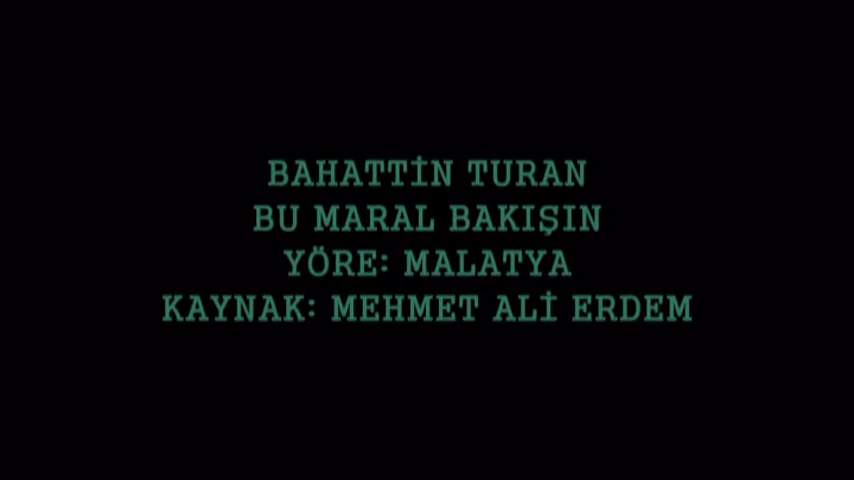 BAHATTİN TURAN
BU MARAL BAKIŞIN
YÖRE: MALATYA
KAYNAK: MEHMET ALİ ERDEM